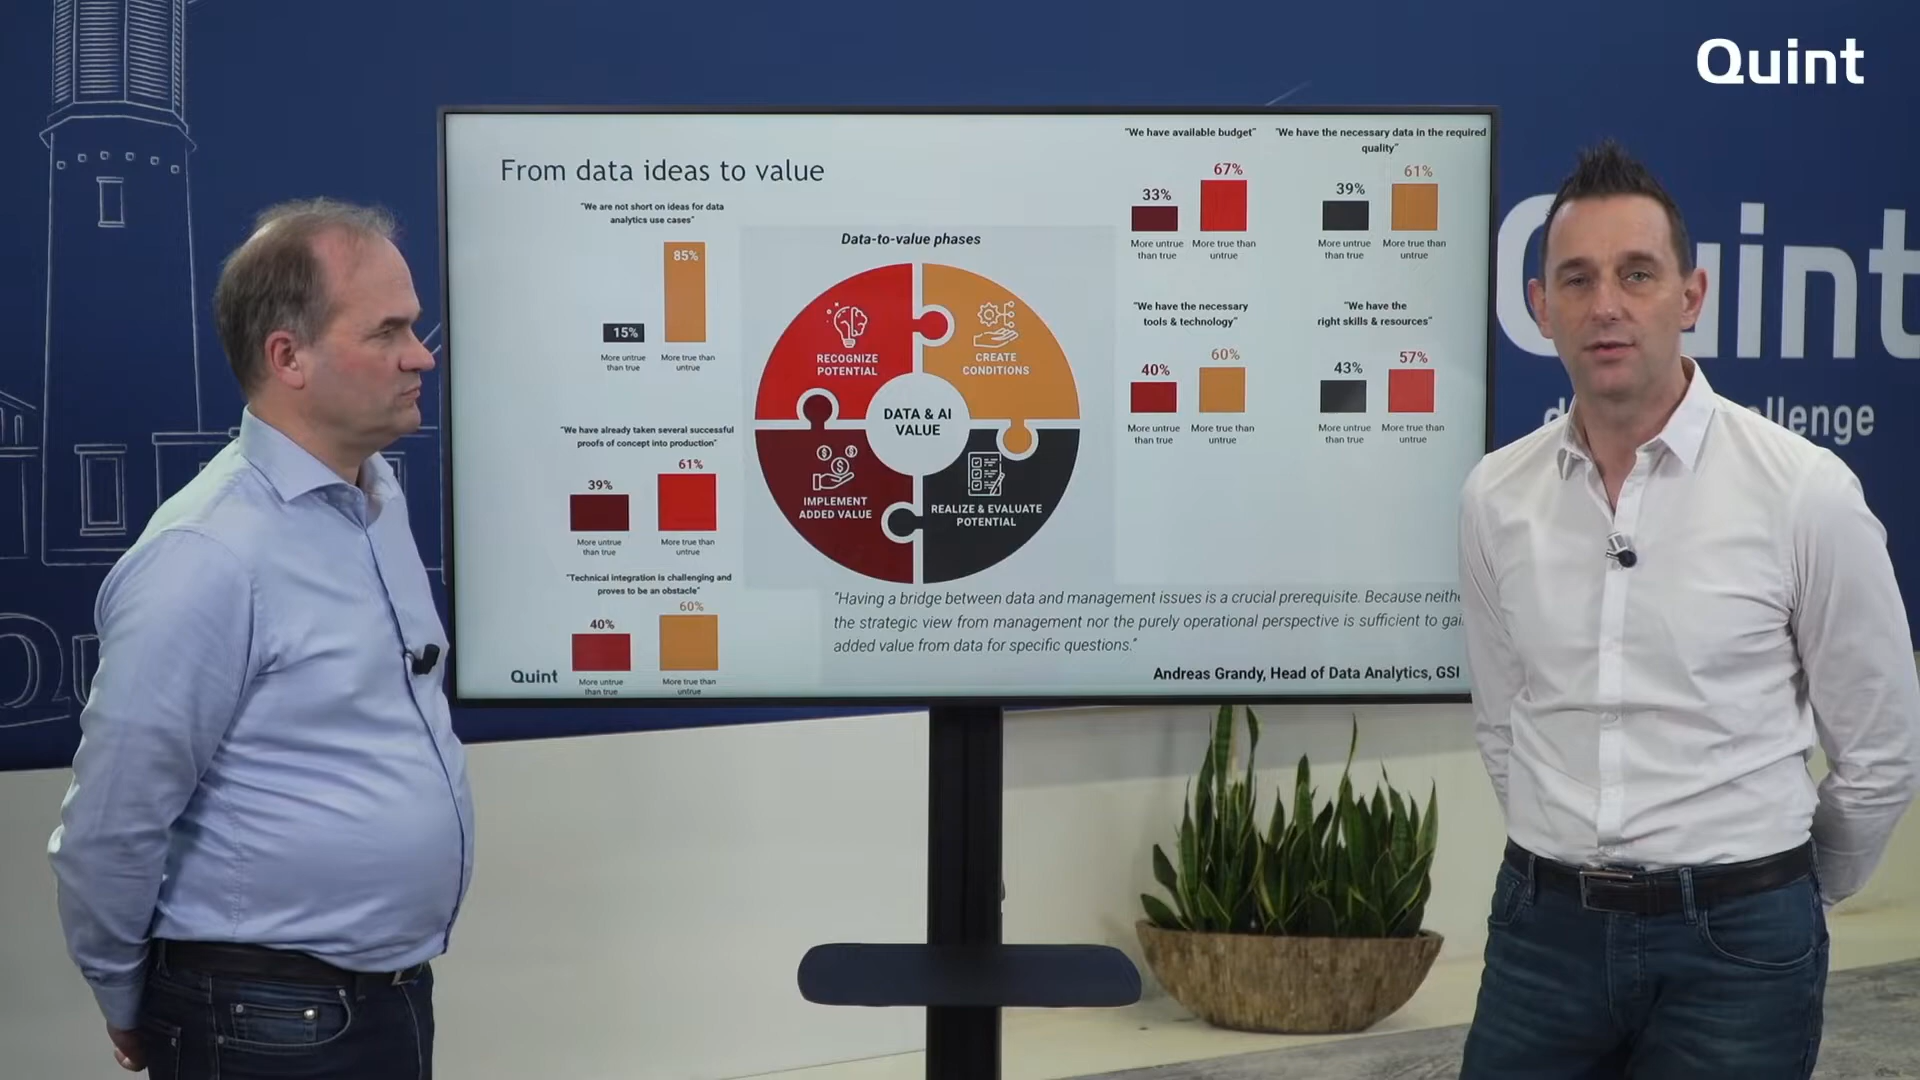 Quint
From data ideas to value
"We are not short on ideas for data
analytics use cases"
15%
85%
More untrue
than true
More true than
untrue
"We have already taken several successful
proofs of concept into production"
39%
61%
More untrue
than true
More true than
untrue
"Technical integration is challenging and
proves to be an obstacle"
40%
60%
More untrue
than true
More true than
untrue
Quint
Data-to-value phases
RECOGNIZE
POTENTIAL
CREATE
CONDITIONS
DATA & AI
VALUE
IMPLEMENT
ADDED VALUE
REALIZE & EVALUATE
POTENTIAL
"We have available budget"
33%
67%
More untrue
than true
More true than
untrue
"We have the necessary data in the required
quality"
39%
61%
More untrue
than true
More true than
untrue
"We have the necessary
tools & technology"
40%
60%
More untrue
than true
More true than
untrue
"We have the
right skills & resources"
43%
57%
More untrue
than true
More true than
untrue
"Having a bridge between data and management issues is a crucial prerequisite. Because
the strategic view from management nor the purely operational perspective is sufficient to
added value from data for specific questions."
Andreas Grandy, Head of Data Analytics, GSI
Quint